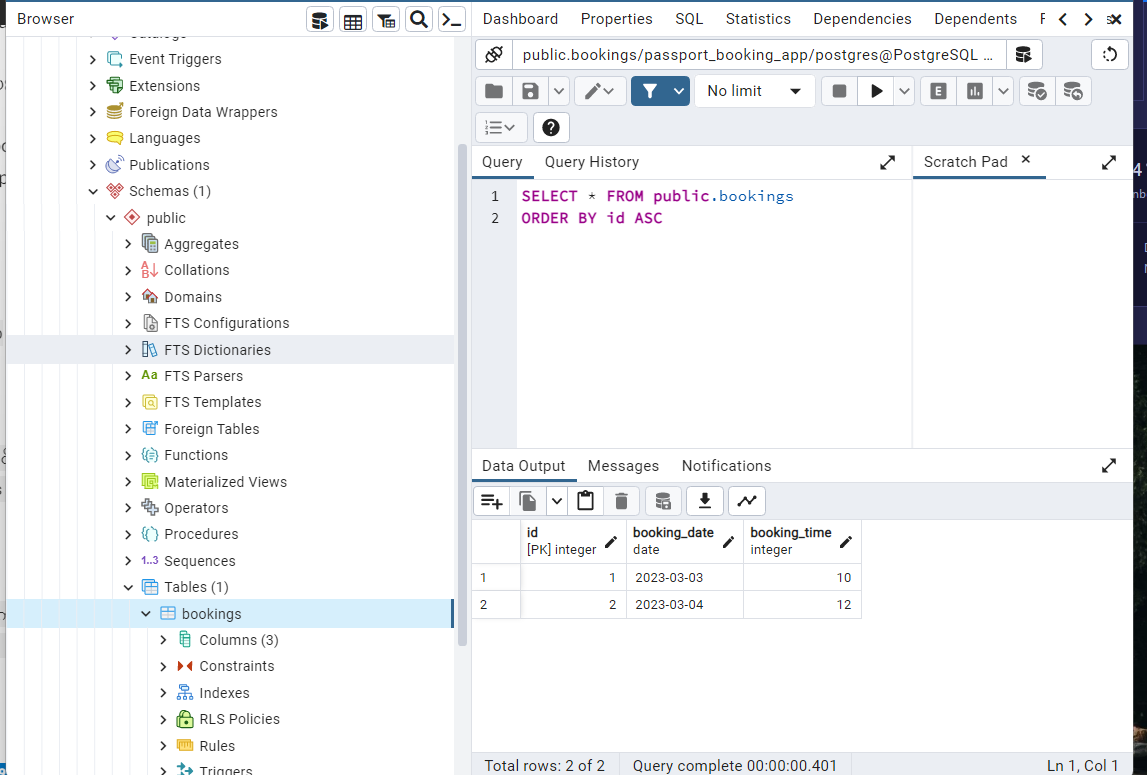 Browser
Catalogs
Event Triggers
Extensions
Foreign Data Wrappers
Languages
Publications
Schemas (1)
public
Aggregates
Collations
Domains
FTS Configurations
FTS Dictionaries
Aa FTS Parsers
FTS Templates
Foreign Tables
Functions
Materialized Views
Operators
Procedures
1..3 Sequences
Tables (1)
bookings
Columns (3)
Constraints
Indexes
RLS Policies
Rules
Triggers
Dashboard Properties SQL Statistics Dependencies Dependents
public.bookings/passport_booking_app/postgres@PostgreSQL ...
No limit
Query Query History Scratch Pad
1 SELECT * FROM public.bookings
2 ORDER BY id ASC
Data Output Messages Notifications
id booking_date booking_time
[PK] integer date integer
1 1 2023-03-03 10
2 2 2023-03-04 12
Total rows: 2 of 2 Query complete 00:00:00.401 Ln 1, Col 1